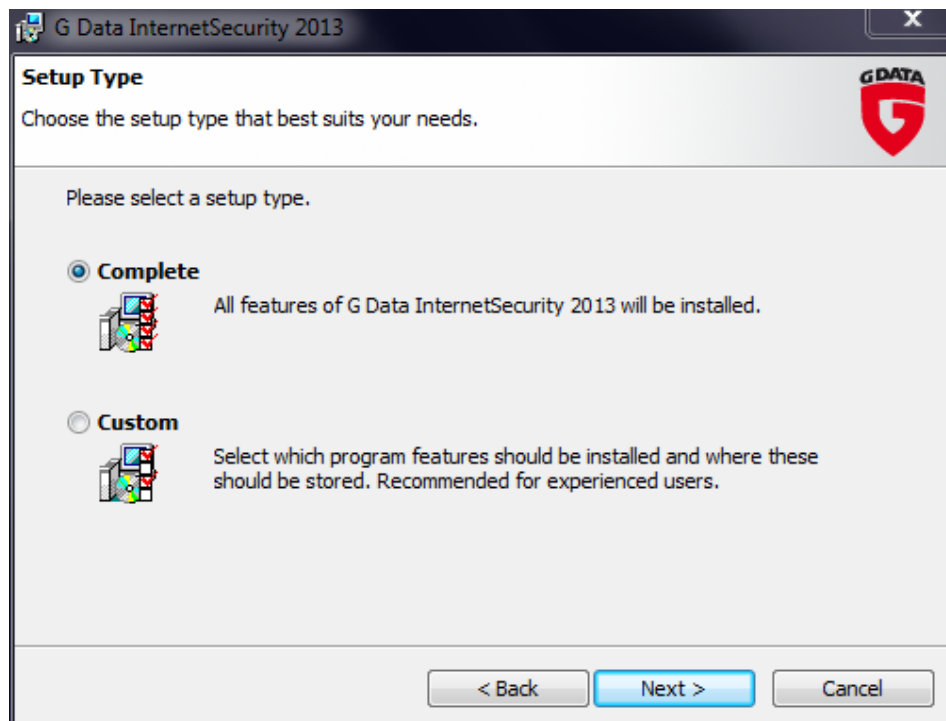 G Data InternetSecurity 2013
X
Setup Type
Choose the setup type that best suits your needs.
GDATA
Please select a setup type.
Complete
All features of G Data InternetSecurity 2013 will be installed.
Custom
Select which program features should be installed and where these
should be stored. Recommended for experienced users.
< Back
Next >
Cancel